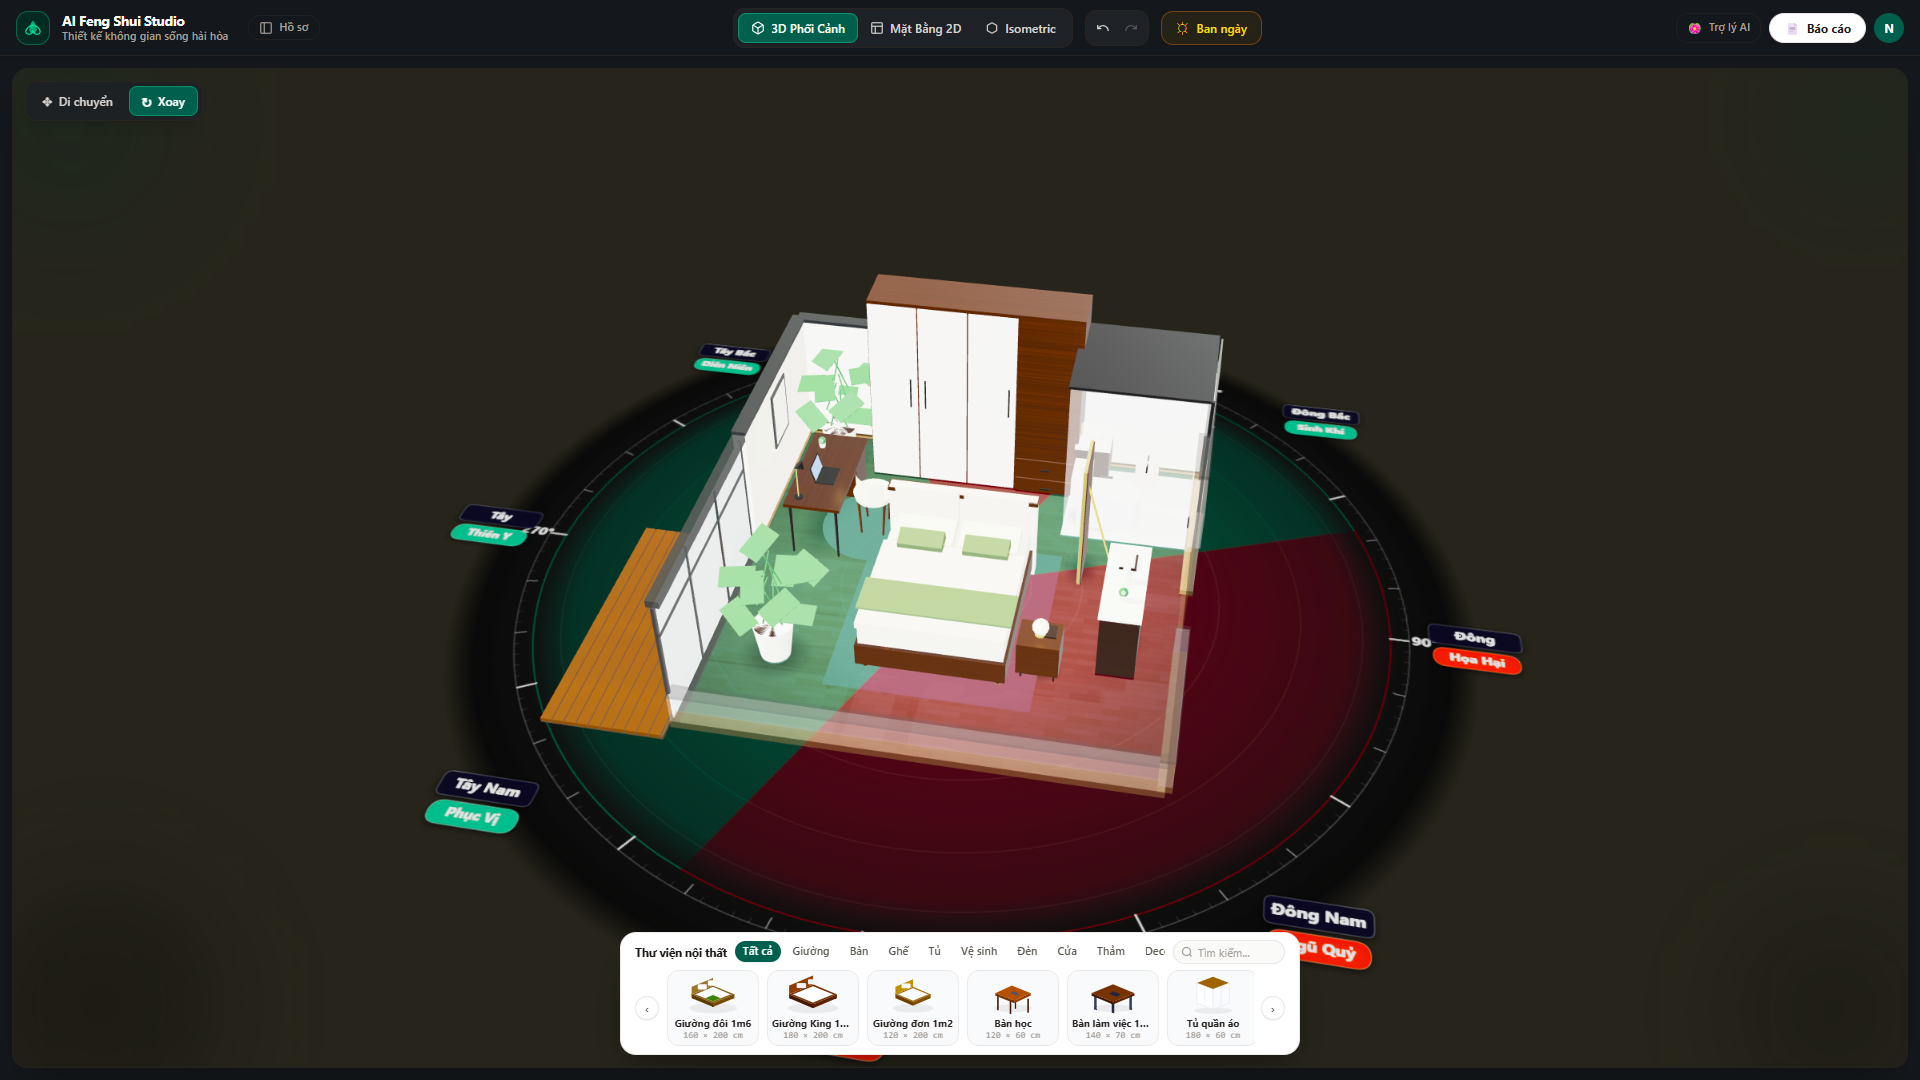 AI Feng Shui Studio
Thiết kế không gian sống hài hòa
Hồ sơ
3D Phối Cảnh
Mặt Bằng 2D
Isometric
Ban ngày
Trợ lý AI
Báo cáo
N
Di chuyển
Xoay
Tây Bắc
Diên Niên
Đông Bắc
Sinh Khí
Tây
Thiên Y
Đông
Họa Hại
90
Tây Nam
Phục Vị
Đông Nam
Quỷ
Thư viện nội thất
Tất cả
Giường
Bàn
Ghế
Tủ
Vệ sinh
Đèn
Cửa
Thảm
Tìm kiếm...
Giường đôi 1m6
160 × 200 cm
Giường King 1...
180 × 200 cm
Giường đơn 1m2
120 × 200 cm
Bàn học
120 × 60 cm
Bàn làm việc 1...
140 × 70 cm
Tủ quần áo
180 × 60 cm